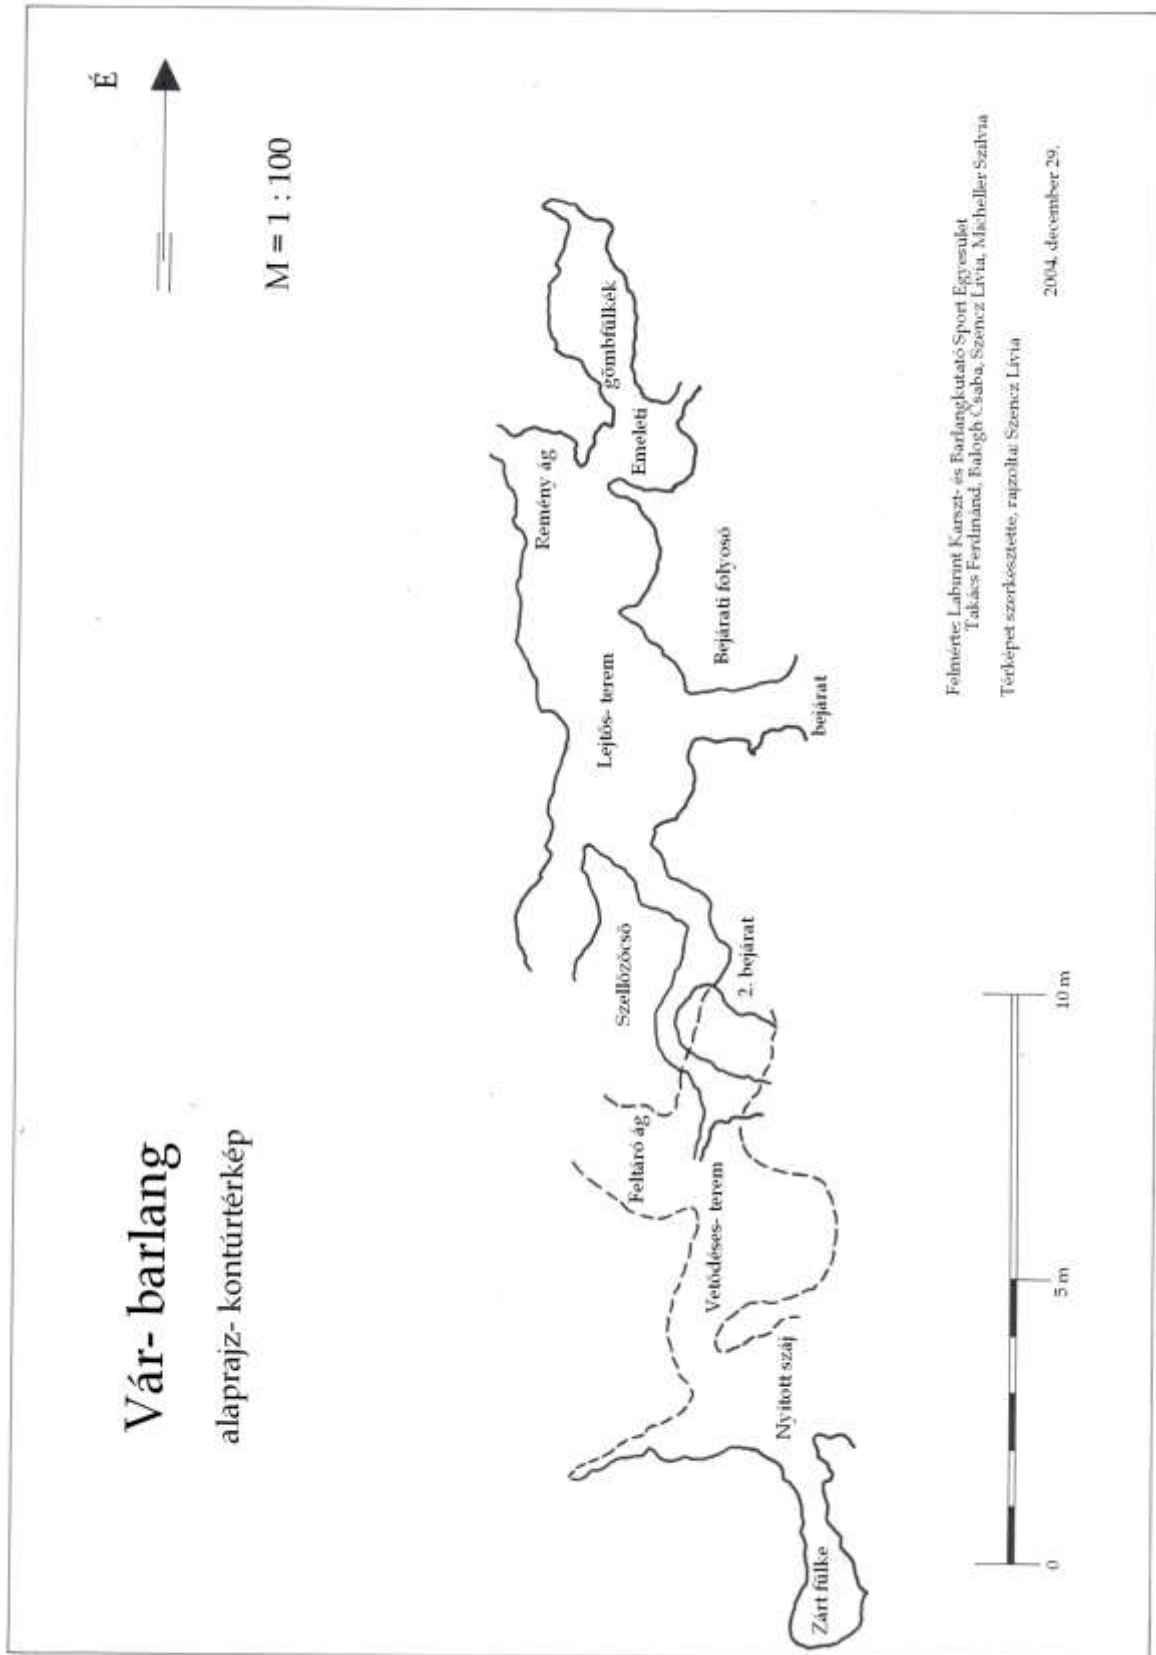 Vár- barlang
alaprajz- kontúrtérkép
É
M = 1 : 100
Remény ág
gömbfülkék
Emeleti
Lejtős- terem
Bejárati folyosó
bejárat
Szellőzőcső
2. bejárat
Feltáró ág
Vetődéses- terem
Nyitott száj
Zárt fülke
0
5 m
10 m
Felmérte: Labirint Karszt- és Barlangkutató Sport Egyesület
Takács Ferdinánd, Balogh Csaba, Szencz Lívia, Micheller Szilvia
Térképet szerkesztette, rajzolta: Szencz Lívia
2004. december 29.